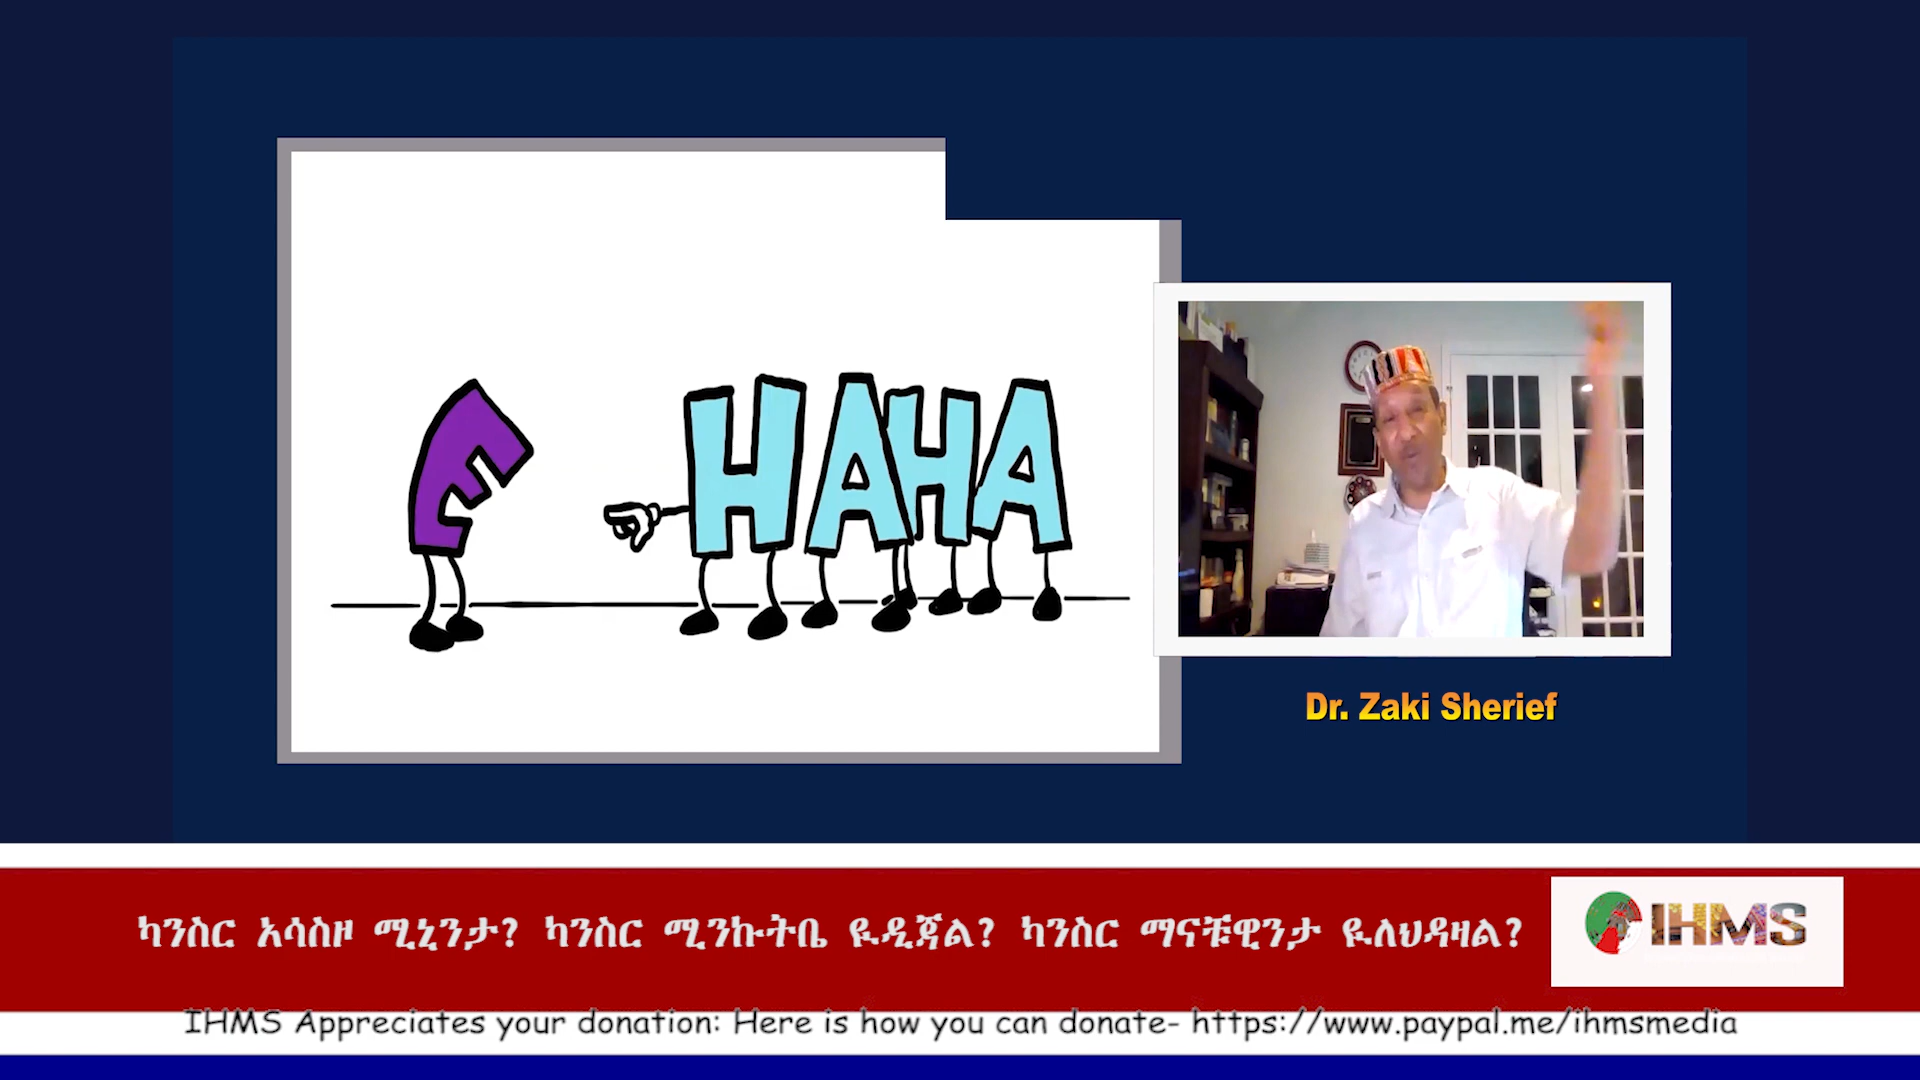 E HAHA
Dr. Zaki Sherief
ካንስር አሳስዞ ሚኒንታ? ካንስር ሚንኩትቤ ዪዲጃል? ካንስር ማናቹዊንታ ዪለህዳዛል?
IHMS
IHMS Appreciates your donation: Here is how you can donate- https://www.paypal.me/ihmsmedia